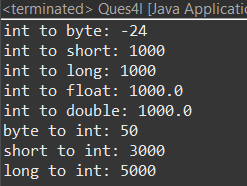 <terminated> Ques4I [Java Applicatio
int to byte: -24
int to short: 1000
int to long: 1000
int to float: 1000.0
int to double: 1000.0
byte to int: 50
short to int: 3000
long to int: 5000